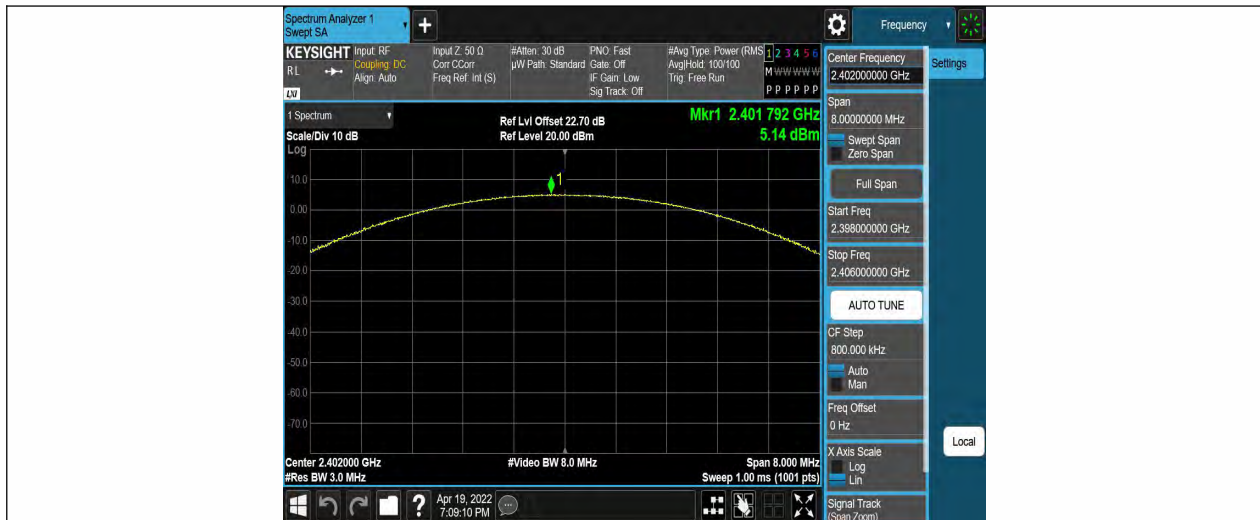 Spectrum Analyzer 1
Swept SA
+
Frequency
KEYSIGHT
RL
LXI
Input: RF
Coupling: DC
Align: Auto
Input Z: 50 Ω
Corr CCorr
Freq Ref: Int (S)
#Atten: 30 dB
µW Path: Standard
PNO: Fast
Gate: Off
IF Gain: Low
Sig Track: Off
#Avg Type: Power (RMS
Avg|Hold: 100/100
Trig: Free Run
1 2 3 4 5 6
M W W W W W
P P P P P P
1 Spectrum
Scale/Div 10 dB
Ref Lvl Offset 22.70 dB
Ref Level 20.00 dBm
Mkr1 2.401 792 GHz
5.14 dBm
Log
10.0
0.00
-10.0
-20.0
-30.0
-40.0
-50.0
-60.0
-70.0
1
Center 2.402000 GHz
#Res BW 3.0 MHz
#Video BW 8.0 MHz
Span 8.000 MHz
Sweep 1.00 ms (1001 pts)
?
Apr 19, 2022
7:09:10 PM
Center Frequency
2.402000000 GHz
Span
8.00000000 MHz
Swept Span
Zero Span
Full Span
Start Freq
2.398000000 GHz
Stop Freq
2.406000000 GHz
AUTO TUNE
CF Step
800.000 kHz
Auto
Man
Freq Offset
0 Hz
X Axis Scale
Log
Lin
Signal Track
(Span Zoom)
Settings
Local